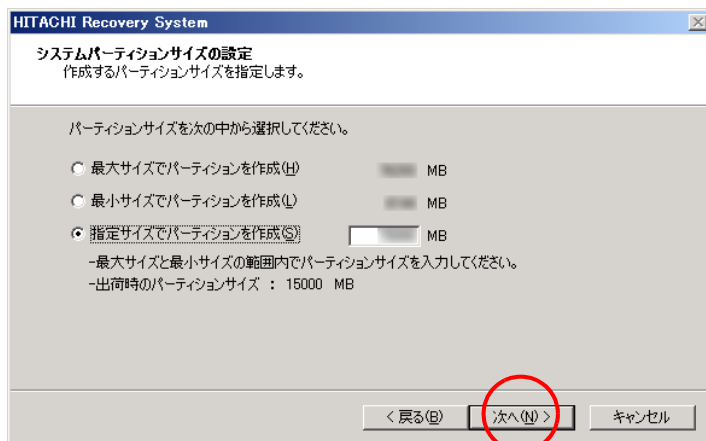 HITACHI Recovery System
システムパーティションサイズの設定
作成するパーティションサイズを指定します。
パーティションサイズを次の中から選択してください。
最大サイズでパーティションを作成(H) MB
最小サイズでパーティションを作成(L) MB
指定サイズでパーティションを作成(S) MB
-最大サイズと最小サイズの範囲内でパーティションサイズを入力してください。
-出荷時のパーティションサイズ : 15000 MB
< 戻る(B) 次へ(N) > キャンセル